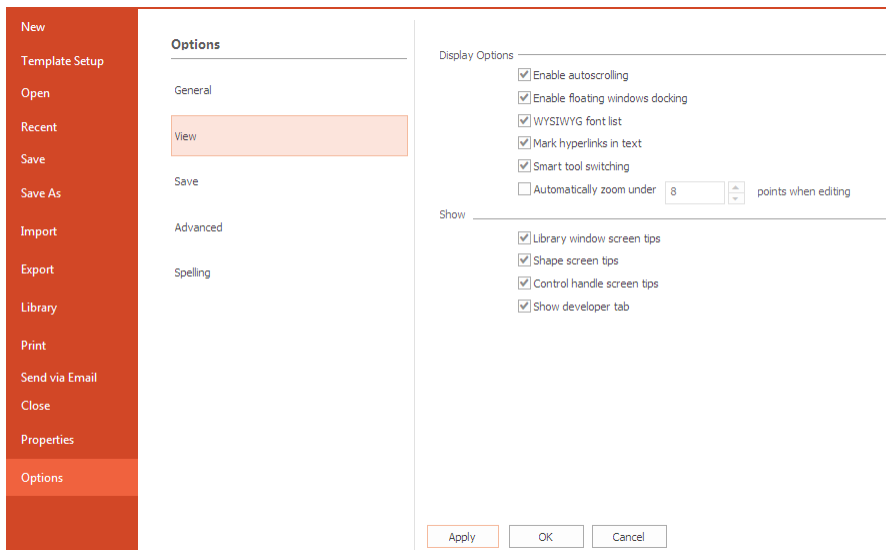 New
Template Setup
Open
Recent
Save
Save As
Import
Export
Library
Print
Send via Email
Close
Properties
Options
Options
General
View
Save
Advanced
Spelling
Display Options
Enable autoscrolling
Enable floating windows docking
WYSIWYG font list
Mark hyperlinks in text
Smart tool switching
Automatically zoom under 8 points when editing
Show
Library window screen tips
Shape screen tips
Control handle screen tips
Show developer tab
Apply OK Cancel